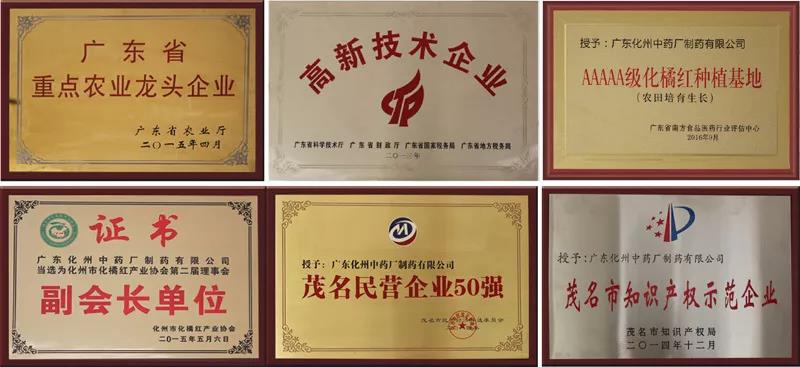 广东省
重点农业龙头企业
广东省农业厅
二〇一五年四月
高新技术企业
广东省科学技术厅 广东省财政厅 广东省国家税务局 广东省地方税务局
二〇一三年
授予：广东化州中药厂制药有限公司
AAAAA级化橘红种植基地
（农田培育生长）
广东省南方食品医药行业评估中心
2016年9月
证书
广东化州中药厂制药有限公司
当选为化州市化橘红产业协会第二届理事会
副会长单位
化州市化橘红产业协会
二〇一五年五月六日
授予：广东化州中药厂制药有限公司
茂名民营企业50强
授予：广东化州中药厂制药有限公司
茂名市知识产权示范企业
茂名市知识产权局
二〇一四年十二月